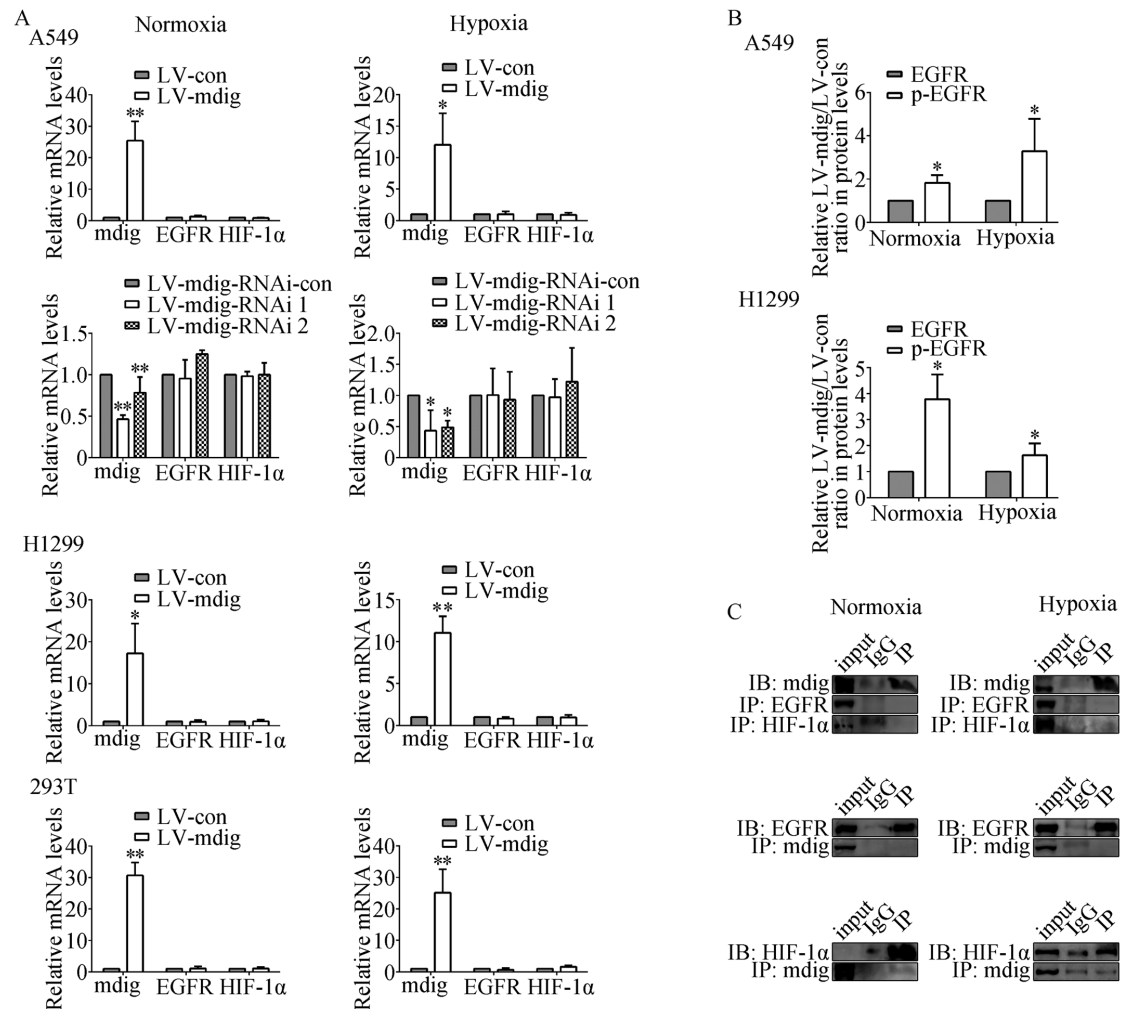 A
A549
Normoxia
Hypoxia
LV-con
LV-mdig
Relative mRNA levels
40
30
20
10
0
**
mdig
EGFR
HIF-1α
LV-con
LV-mdig
Relative mRNA levels
20
15
10
5
0
*
mdig
EGFR
HIF-1α
LV-mdig-RNAi-con
LV-mdig-RNAi 1
LV-mdig-RNAi 2
Relative mRNA levels
1.5
1.0
0.5
0
**
**
mdig
EGFR
HIF-1α
LV-mdig-RNAi-con
LV-mdig-RNAi 1
LV-mdig-RNAi 2
Relative mRNA levels
2.0
1.5
1.0
0.5
0
*
*
mdig
EGFR
HIF-1α
H1299
LV-con
LV-mdig
Relative mRNA levels
30
20
10
0
*
mdig
EGFR
HIF-1α
LV-con
LV-mdig
Relative mRNA levels
15
10
5
0
**
mdig
EGFR
HIF-1α
293T
LV-con
LV-mdig
Relative mRNA levels
40
30
20
10
0
**
mdig
EGFR
HIF-1α
LV-con
LV-mdig
Relative mRNA levels
40
30
20
10
0
**
mdig
EGFR
HIF-1α
B
A549
EGFR
p-EGFR
Relative LV-mdig/LV-con
ratio in protein levels
6
4
2
0
*
*
Normoxia
Hypoxia
H1299
EGFR
p-EGFR
Relative LV-mdig/LV-con
ratio in protein levels
5
4
3
2
1
0
*
*
Normoxia
Hypoxia
C
Normoxia
Hypoxia
input IgG IP
IB: mdig
IP: EGFR
IP: HIF-1α
input IgG IP
IB: mdig
IP: EGFR
IP: HIF-1α
input IgG IP
IB: EGFR
IP: mdig
input IgG IP
IB: EGFR
IP: mdig
input IgG IP
IB: HIF-1α
IP: mdig
input IgG IP
IB: HIF-1α
IP: mdig